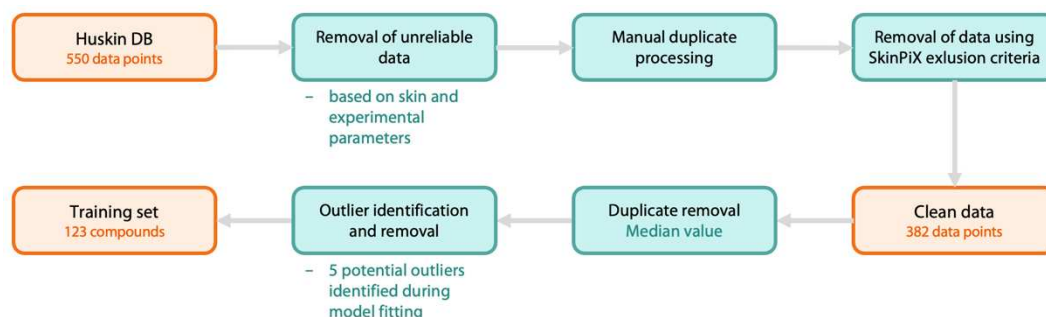 Huskin DB
550 data points
Removal of unreliable
data
– based on skin and
experimental
parameters
Manual duplicate
processing
Removal of data using
SkinPiX exlusion criteria
Clean data
382 data points
Duplicate removal
Median value
Outlier identification
and removal
– 5 potential outliers
identified during
model fitting
Training set
123 compounds